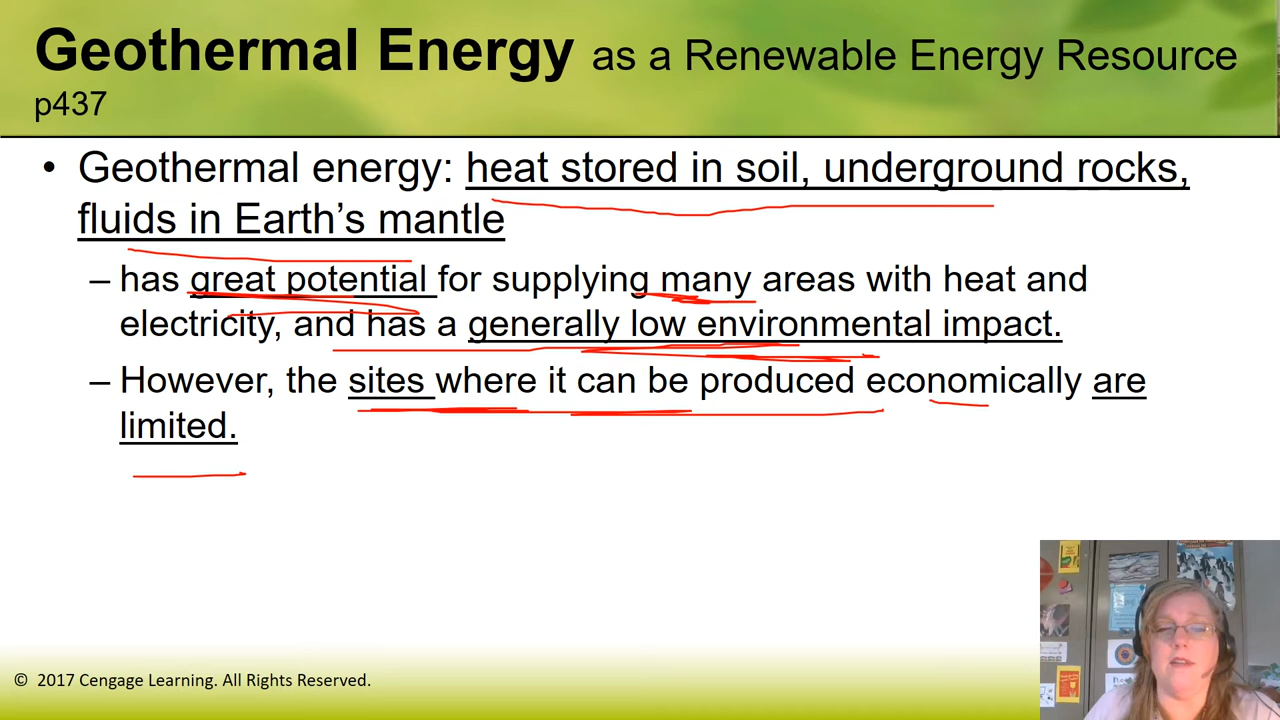 Geothermal Energy as a Renewable Energy Resource
p437
• Geothermal energy: heat stored in soil, underground rocks,
fluids in Earth’s mantle
– has great potential for supplying many areas with heat and
electricity, and has a generally low environmental impact.
– However, the sites where it can be produced economically are
limited.
© 2017 Cengage Learning. All Rights Reserved.